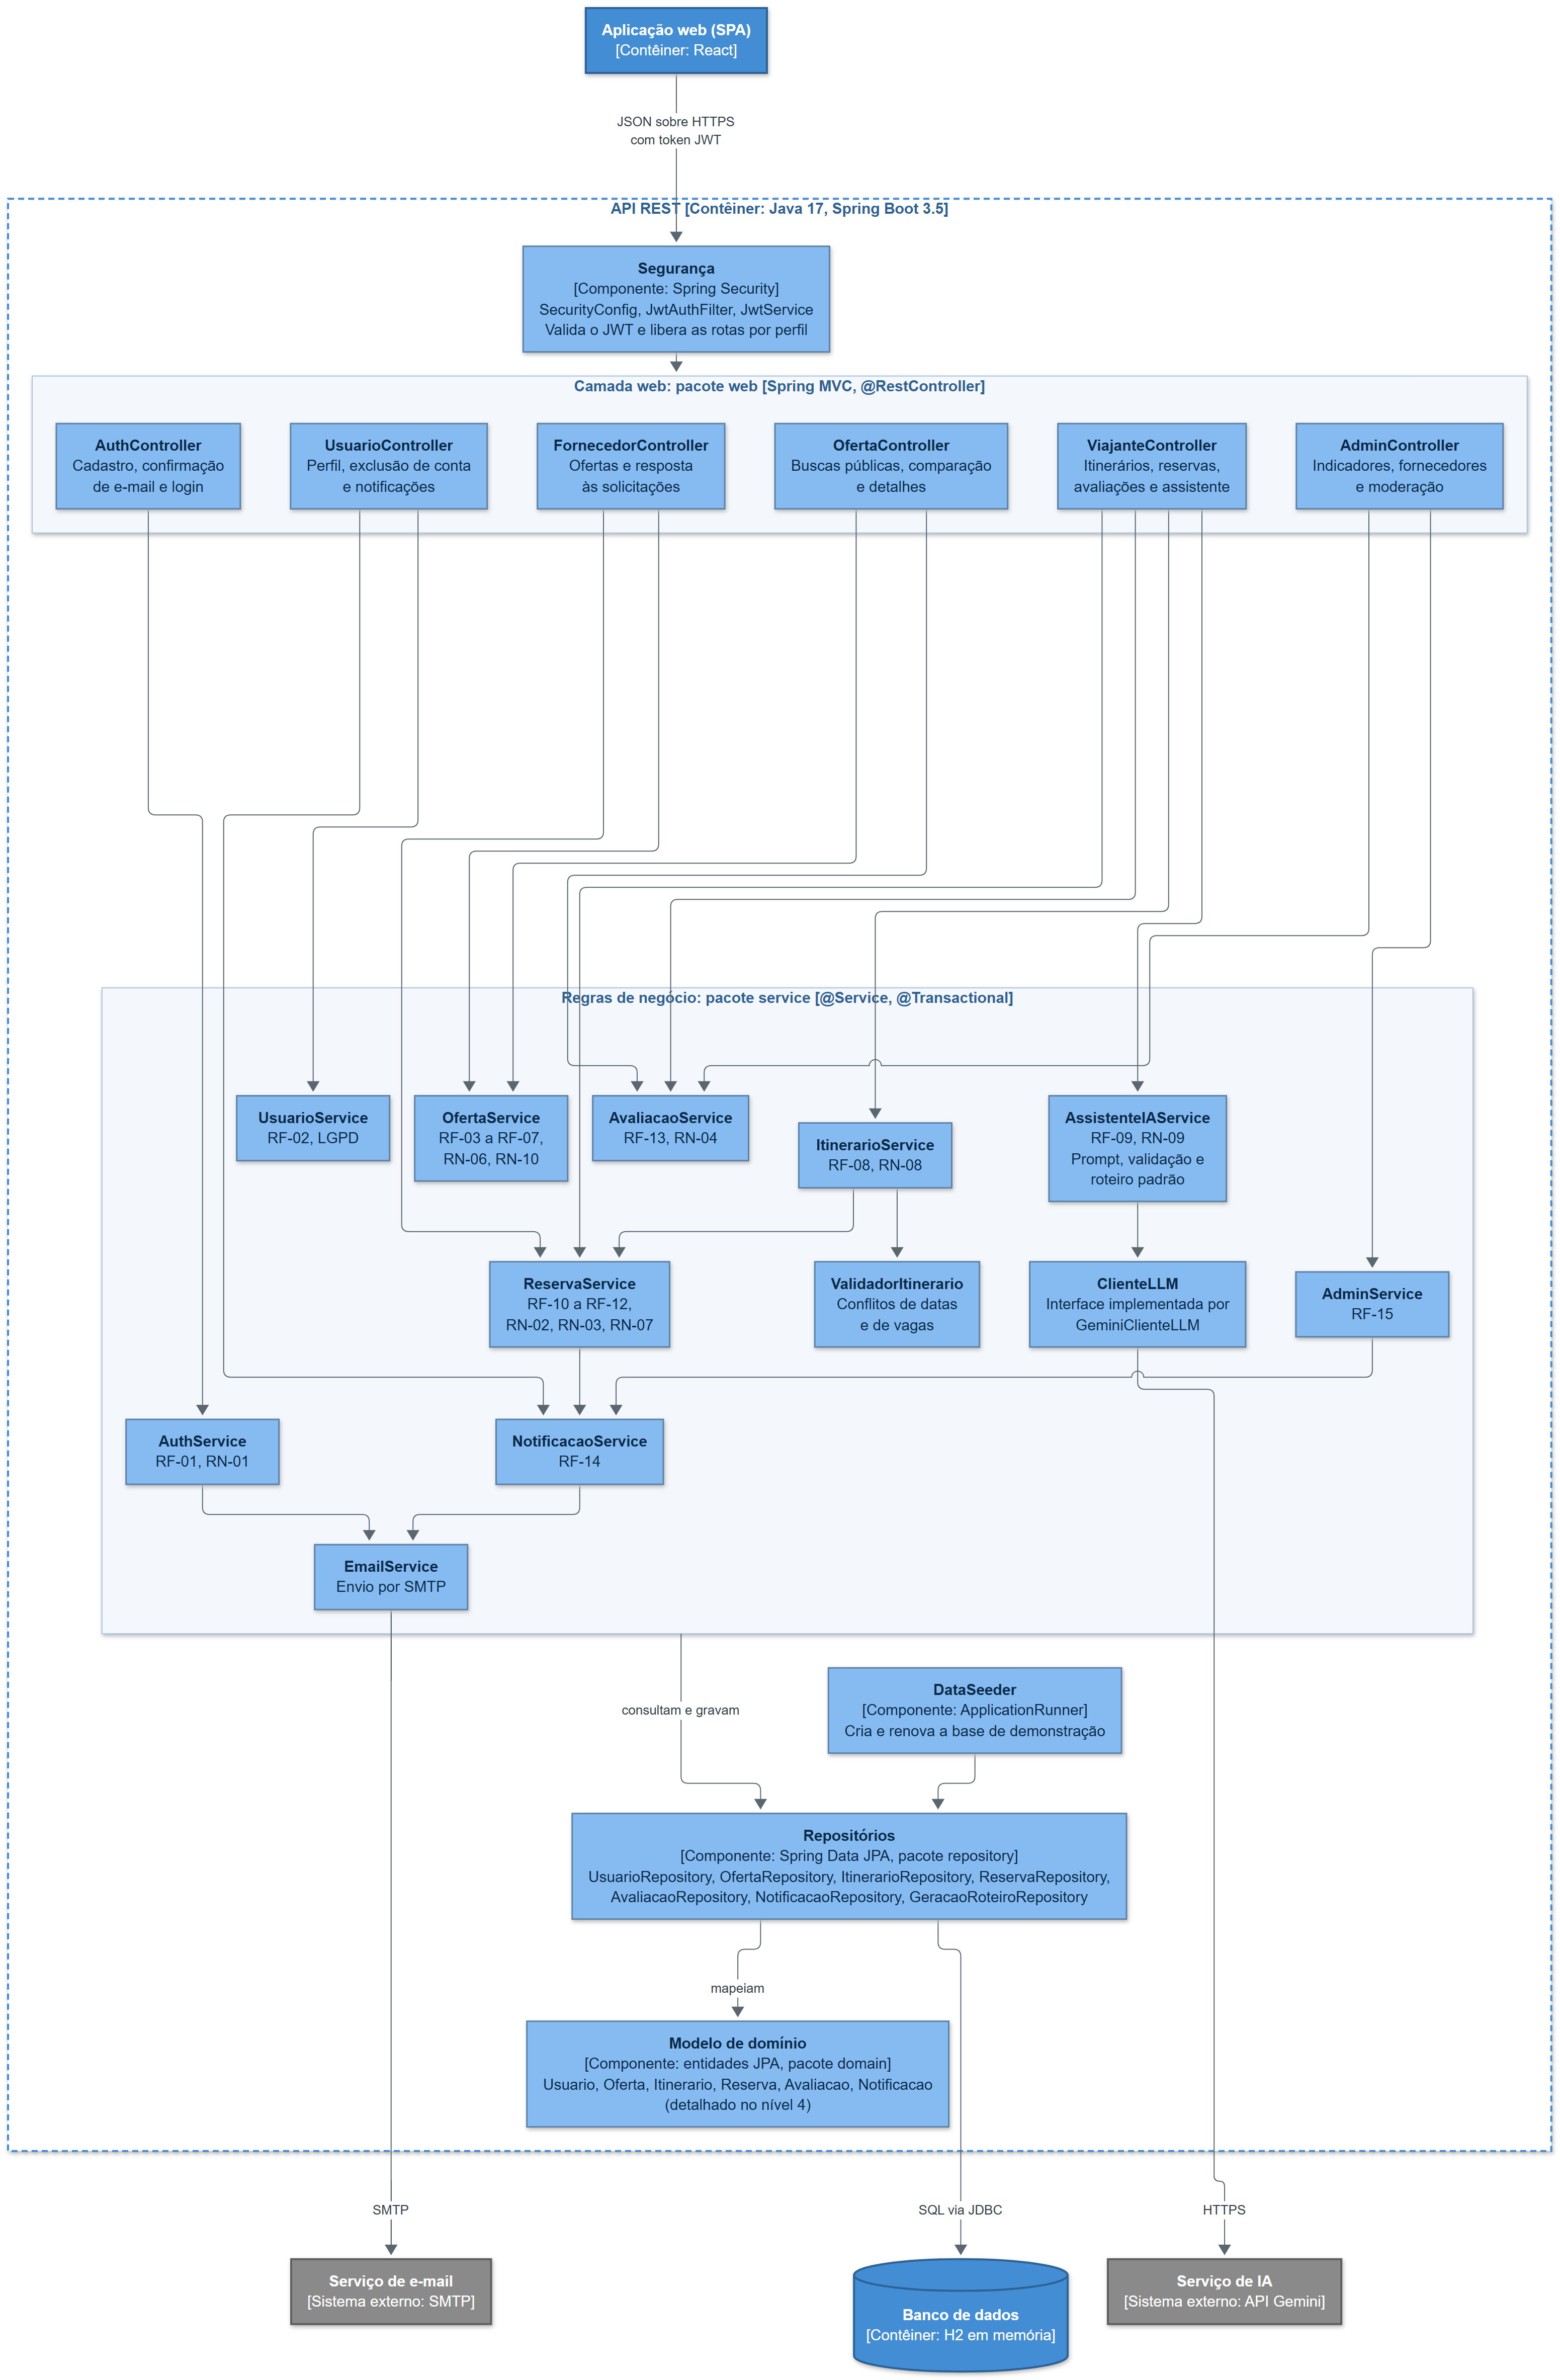 Aplicação web (SPA)
[Contêiner: React]
JSON sobre HTTPS
com token JWT
API REST [Contêiner: Java 17, Spring Boot 3.5]
Segurança
[Componente: Spring Security]
SecurityConfig, JwtAuthFilter, JwtService
Valida o JWT e libera as rotas por perfil
Camada web: pacote web [Spring MVC, @RestController]
AuthController
Cadastro, confirmação
de e-mail e login
UsuarioController
Perfil, exclusão de conta
e notificações
FornecedorController
Ofertas e resposta
às solicitações
OfertaController
Buscas públicas, comparação
e detalhes
ViajanteController
Itinerários, reservas,
avaliações e assistente
AdminController
Indicadores, fornecedores
e moderação
Regras de negócio: pacote service [@Service, @Transactional]
UsuarioService
RF-02, LGPD
OfertaService
RF-03 a RF-07,
RN-06, RN-10
AvaliacaoService
RF-13, RN-04
ItinerarioService
RF-08, RN-08
AssistenteIAService
RF-09, RN-09
Prompt, validação e
roteiro padrão
ReservaService
RF-10 a RF-12,
RN-02, RN-03, RN-07
ValidadorItinerario
Conflitos de datas
e de vagas
ClienteLLM
Interface implementada por
GeminiClienteLLM
AdminService
RF-15
AuthService
RF-01, RN-01
NotificacaoService
RF-14
EmailService
Envio por SMTP
consultam e gravam
DataSeeder
[Componente: ApplicationRunner]
Cria e renova a base de demonstração
Repositórios
[Componente: Spring Data JPA, pacote repository]
UsuarioRepository, OfertaRepository, ItinerarioRepository, ReservaRepository,
AvaliacaoRepository, NotificacaoRepository, GeracaoRoteiroRepository
mapeiam
Modelo de domínio
[Componente: entidades JPA, pacote domain]
Usuario, Oferta, Itinerario, Reserva, Avaliacao, Notificacao
(detalhado no nível 4)
SMTP
SQL via JDBC
HTTPS
Serviço de e-mail
[Sistema externo: SMTP]
Banco de dados
[Contêiner: H2 em memória]
Serviço de IA
[Sistema externo: API Gemini]